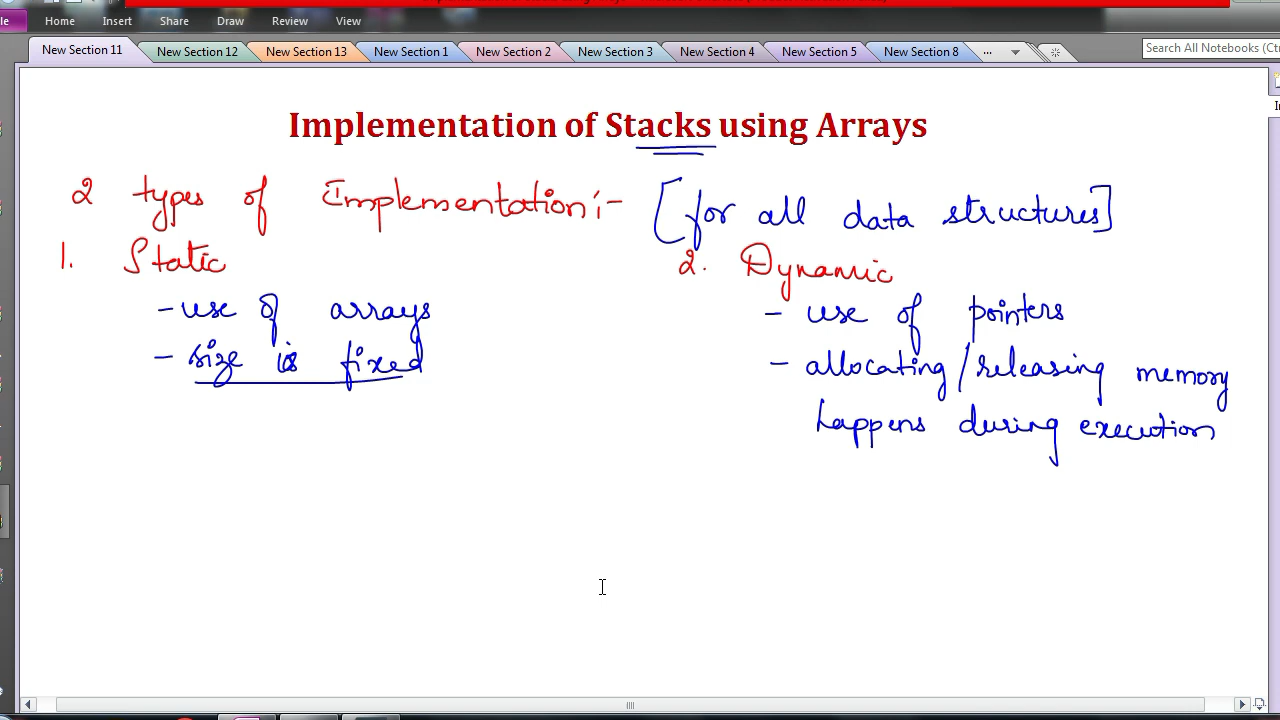 Home Insert Share Draw Review View
New Section 11 New Section 12 New Section 13 New Section 1 New Section 2 New Section 3 New Section 4 New Section 5 New Section 8 ... Search All Notebooks (Ct
Implementation of Stacks using Arrays
2 types of Implementation:- [for all data structures]
1. Static
- use of arrays
- size is fixed
2. Dynamic
- use of pointers
- allocating/releasing memory
happens during execution